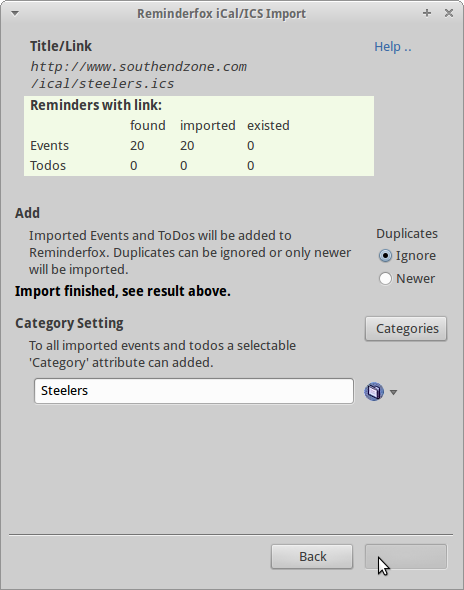 Reminderfox iCal/ICS Import
Title/Link
Help ..
http://www.southendzone.com
/ical/steelers.ics
Reminders with link:
found imported existed
Events 20 20 0
Todos 0 0 0
Add
Imported Events and ToDos will be added to
Reminderfox. Duplicates can be ignored or only newer
will be imported.
Duplicates
Ignore
Newer
Import finished, see result above.
Category Setting
Categories
To all imported events and todos a selectable
'Category' attribute can added.
Steelers
Back